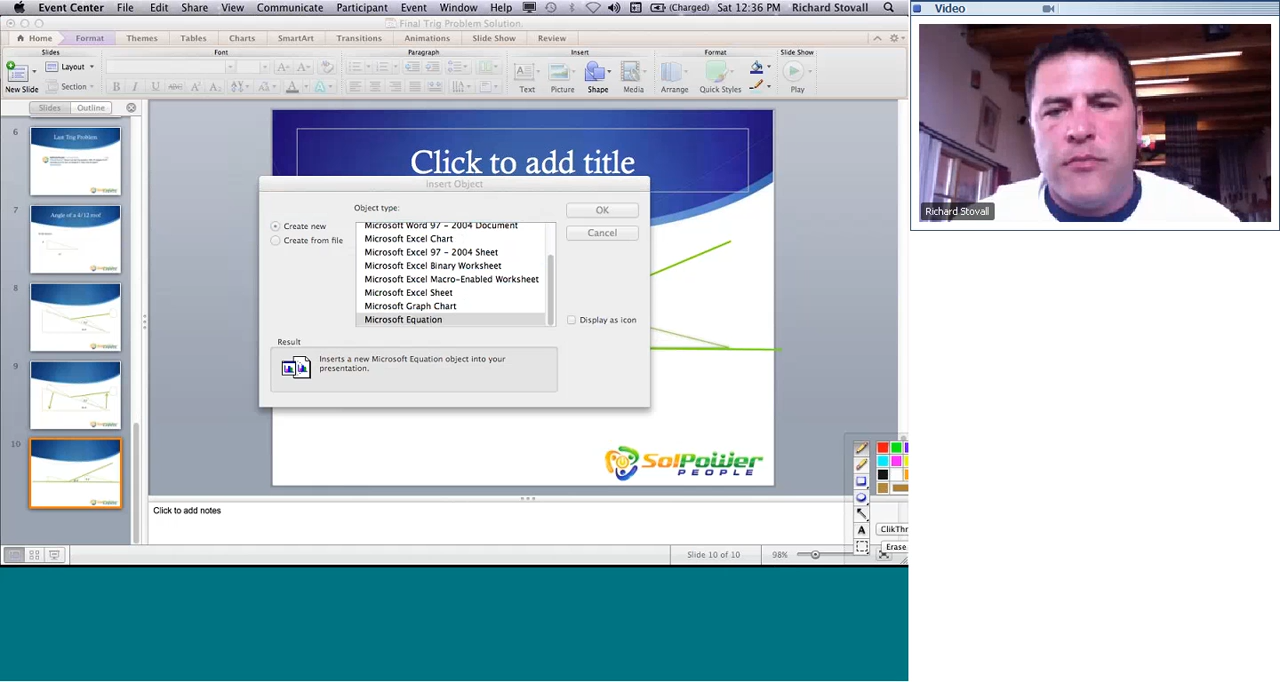 Event Center File Edit Share View Communicate Participant Event Window Help (Charged) Sat 12:36 PM Richard Stovall
Final Trig Problem Solution.
Home Format Themes Tables Charts SmartArt Transitions Animations Slide Show Review
Slides Font Paragraph Insert Format Slide Show
Layout
Section
New Slide B I U ABC Text Picture Shape Media Arrange Quick Styles Play
Slides Outline
6
Last Trig Problem
7
Angle of a 4/12 roof
8
9
10
Click to add title
Insert Object
Object type:
Create new
Create from file
Microsoft Word 97 - 2004 Document
Microsoft Excel Chart
Microsoft Excel 97 - 2004 Sheet
Microsoft Excel Binary Worksheet
Microsoft Excel Macro-Enabled Worksheet
Microsoft Excel Sheet
Microsoft Graph Chart
Microsoft Equation
OK
Cancel
Display as icon
Result
Inserts a new Microsoft Equation object into your
presentation.
SolPower
PEOPLE
Click to add notes
A
ClikThr
Erase
Slide 10 of 10 98%
Video
Richard Stovall